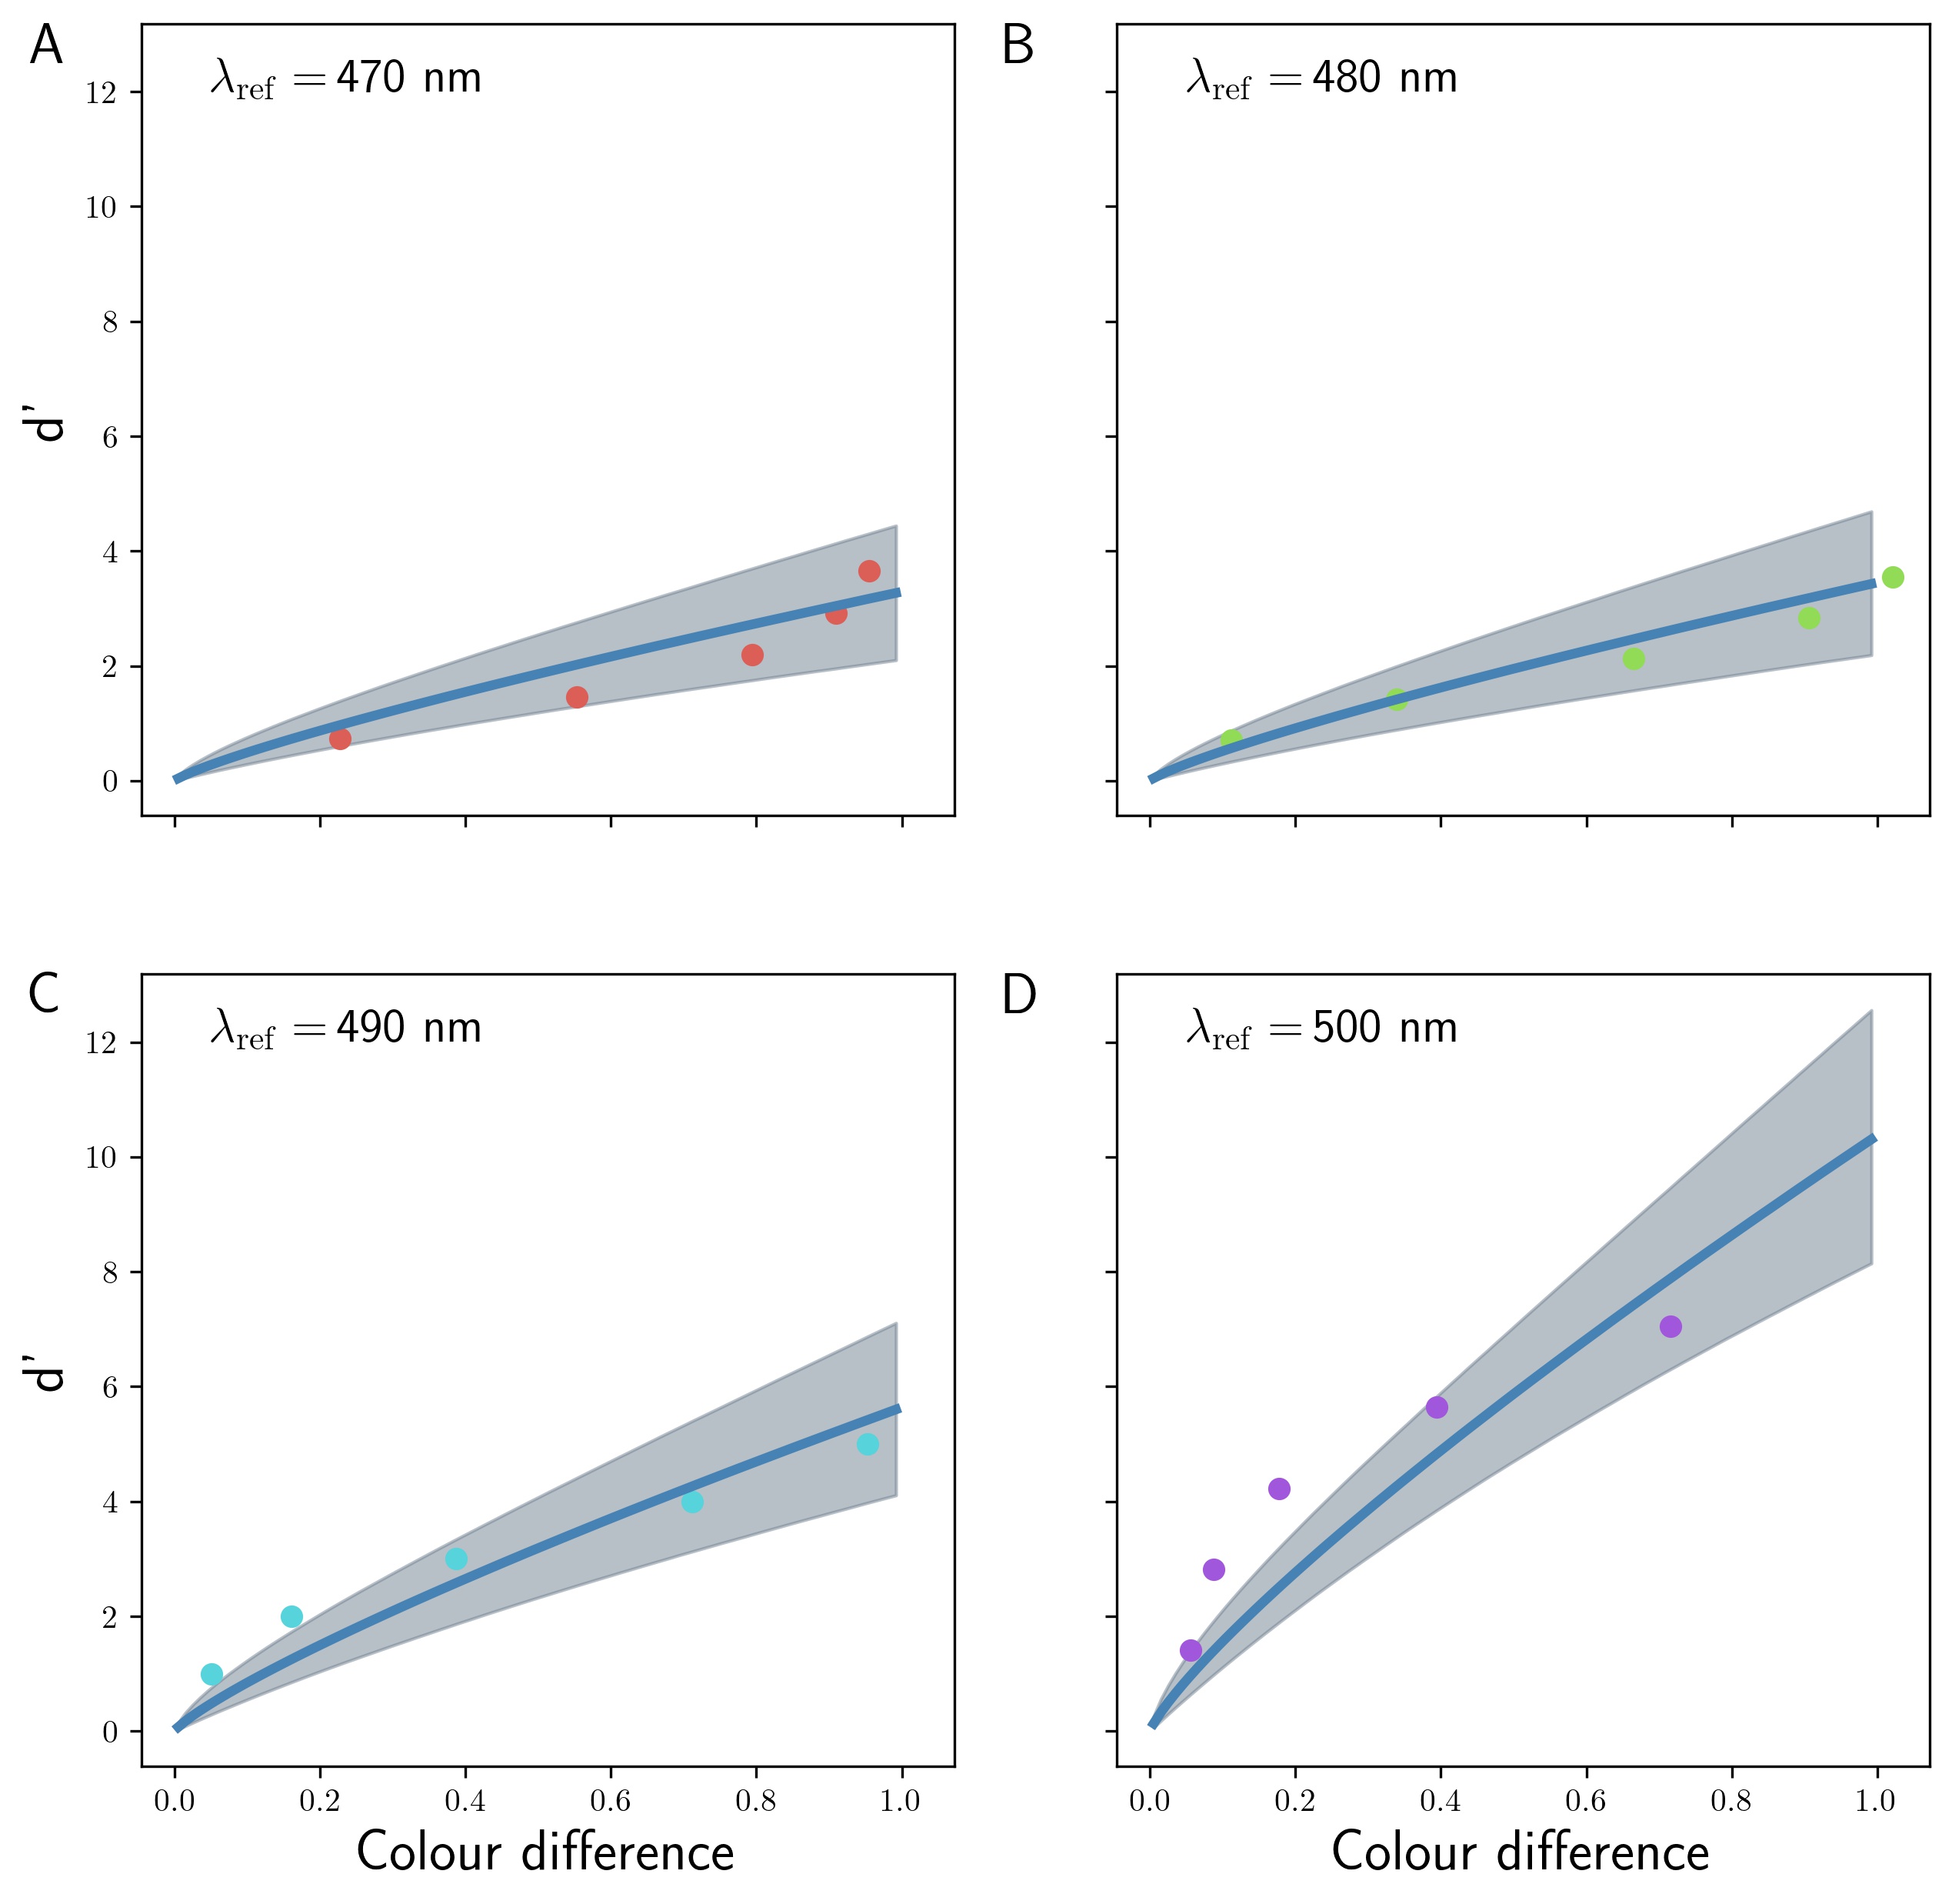 A
λref = 470 nm
12
10
8
6
4
2
0
d'
B
λref = 480 nm
C
λref = 490 nm
12
10
8
6
4
2
0
d'
0.0 0.2 0.4 0.6 0.8 1.0
Colour difference
D
λref = 500 nm
0.0 0.2 0.4 0.6 0.8 1.0
Colour difference